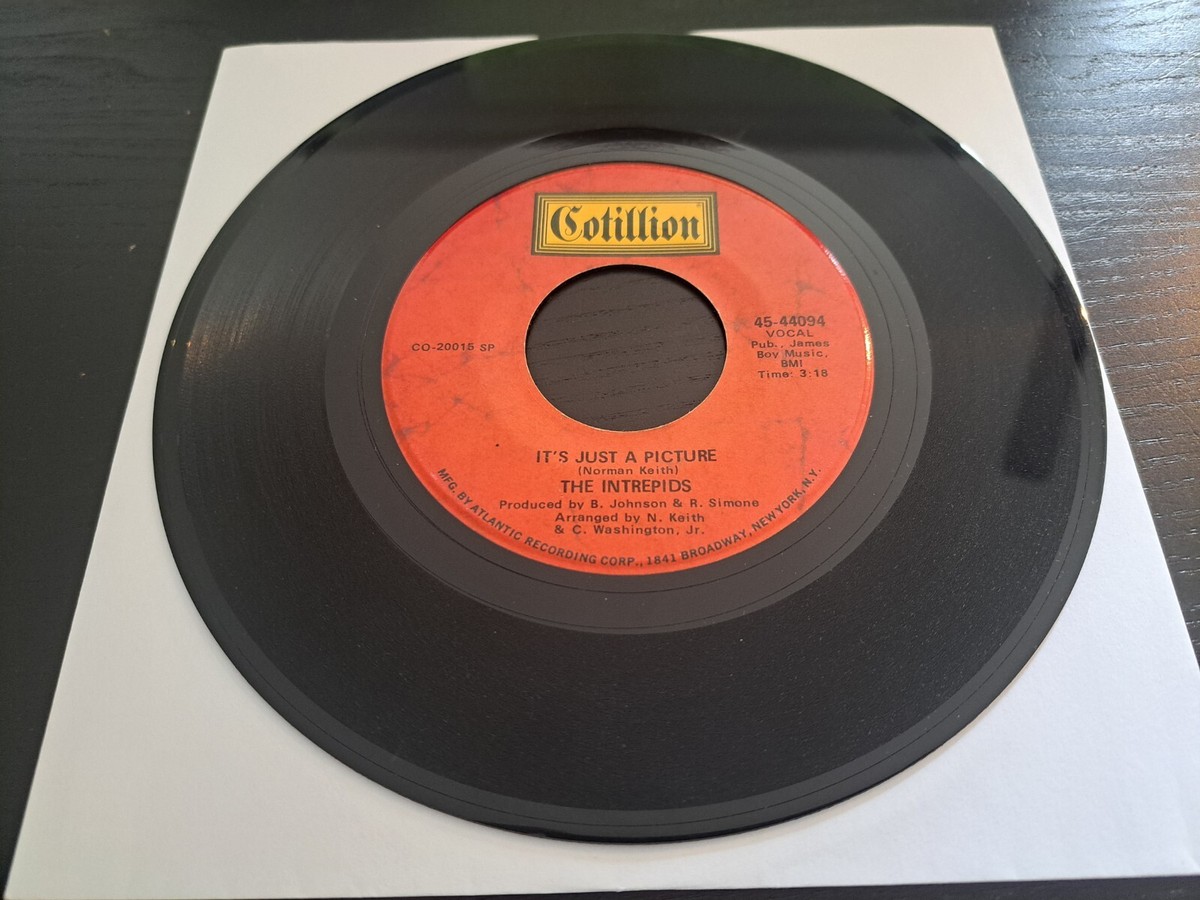 Cotillion
CO-20015 SP
45-44094
VOCAL
Pub., James
Boy Music,
BMI
Time: 3:18
IT'S JUST A PICTURE
(Norman Keith)
THE INTREPIDS
Produced by B. Johnson & R. Simone
Arranged by N. Keith
& C. Washington, Jr.
MFG. BY ATLANTIC RECORDING CORP., 1841 BROADWAY, NEW YORK, N.Y.